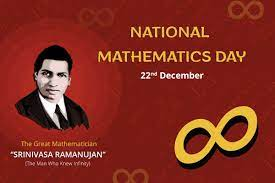 NATIONAL
MATHEMATICS DAY
22nd December
The Great Mathematician
"SRINIVASA RAMANUJAN"
(The Man Who Knew Infinity)